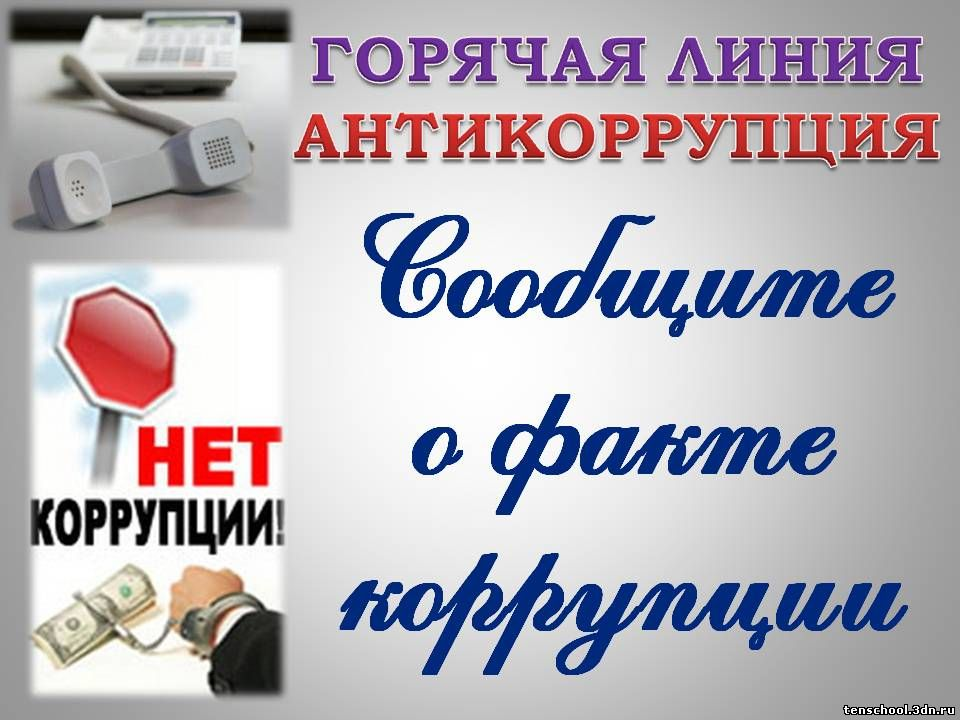 ГОРЯЧАЯ ЛИНИЯ
АНТИКОРРУПЦИЯ
Сообщите
о факте
коррупции
НЕТ
КОРРУПЦИИ!
tenschool.3dn.ru